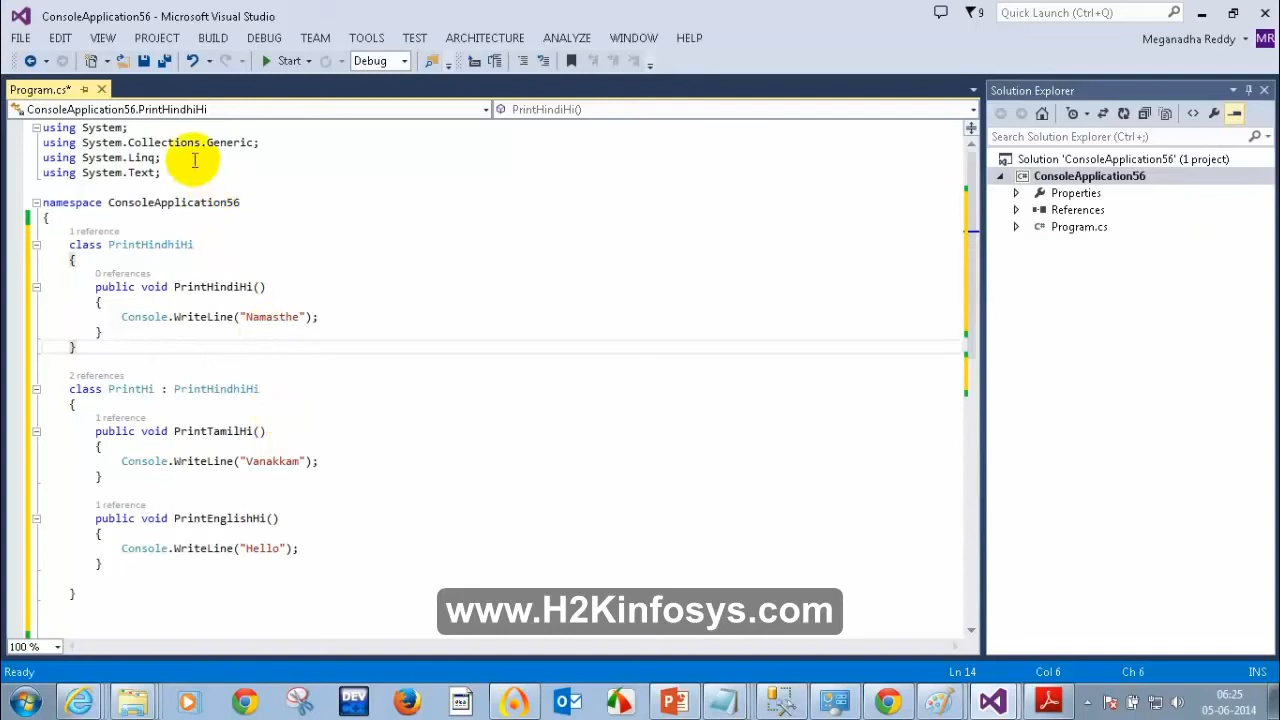 ConsoleApplication56 - Microsoft Visual Studio
9
Quick Launch (Ctrl+Q)
FILE EDIT VIEW PROJECT BUILD DEBUG TEAM TOOLS TEST ARCHITECTURE ANALYZE WINDOW HELP
Meganadha Reddy
MR
Start
Debug
Program.cs*
ConsoleApplication56.PrintHindhiHi
PrintHindiHi()
using System;
using System.Collections.Generic;
using System.Linq;
using System.Text;
namespace ConsoleApplication56
{
1 reference
class PrintHindhiHi
{
0 references
public void PrintHindiHi()
{
Console.WriteLine("Namasthe");
}
}
2 references
class PrintHi : PrintHindhiHi
{
1 reference
public void PrintTamilHi()
{
Console.WriteLine("Vanakkam");
}
1 reference
public void PrintEnglishHi()
{
Console.WriteLine("Hello");
}
}
100 %
Solution Explorer
Search Solution Explorer (Ctrl+;)
Solution 'ConsoleApplication56' (1 project)
C#
ConsoleApplication56
Properties
References
C# Program.cs
www.H2Kinfosys.com
Ready
Ln 14
Col 6
Ch 6
INS
DEV
06:25
05-06-2014